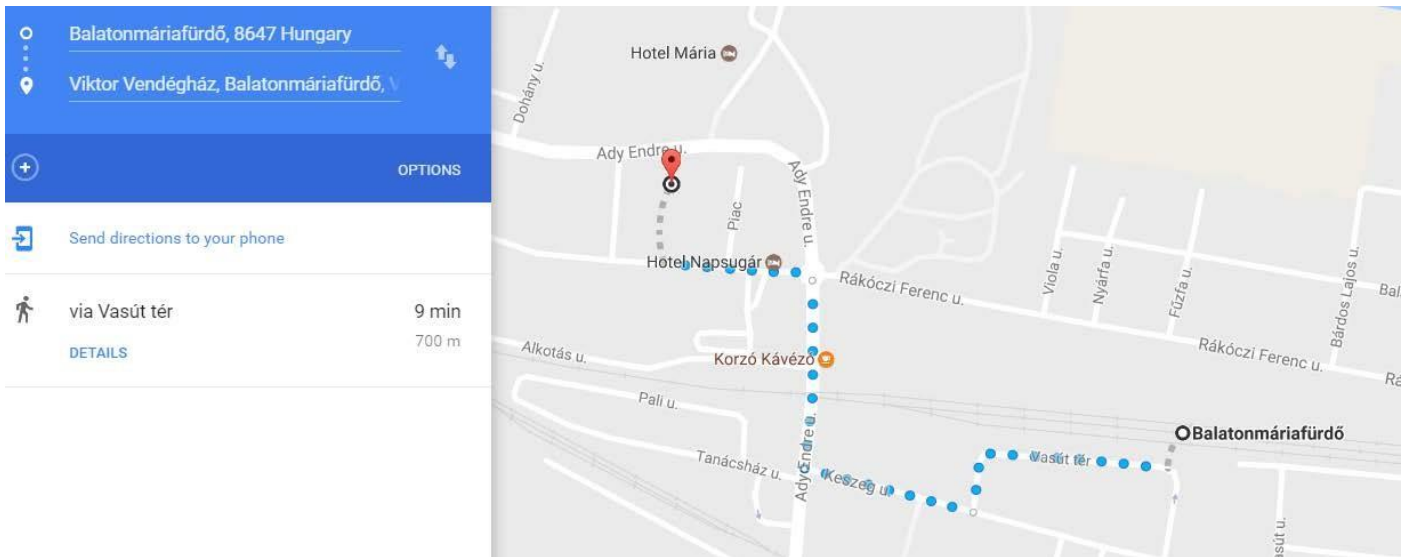 Balatonmáriafürdő, 8647 Hungary
Viktor Vendégház, Balatonmáriafürdő,
OPTIONS
Send directions to your phone
via Vasút tér
9 min
DETAILS
700 m
Hotel Mária
Dohány u.
Ady Endre u.
Ady Endre u.
Piac
Hotel Napsugár
Rákóczi Ferenc u.
Viola u.
Nyárfa u.
Fűzfa u.
Bárdos Lajos u.
Alkotás u.
Korzó Kávézó
Rákóczi Ferenc u.
Pali u.
Balatonmáriafürdő
Tanácsház u.
Ady Endre u.
Keszeg u.
Vasút tér